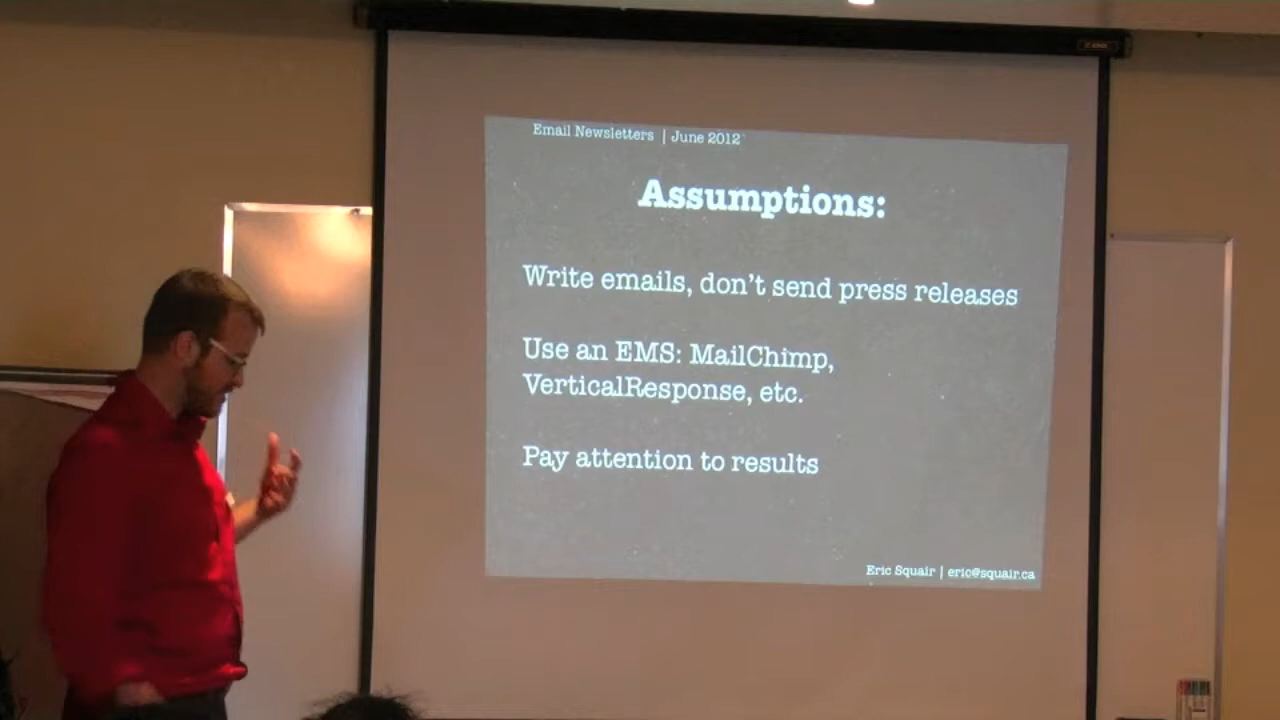 Email Newsletters | June 2012
Assumptions:
Write emails, don't send press releases
Use an EMS: MailChimp,
VerticalResponse, etc.
Pay attention to results
Eric Squair | eric@squair.ca